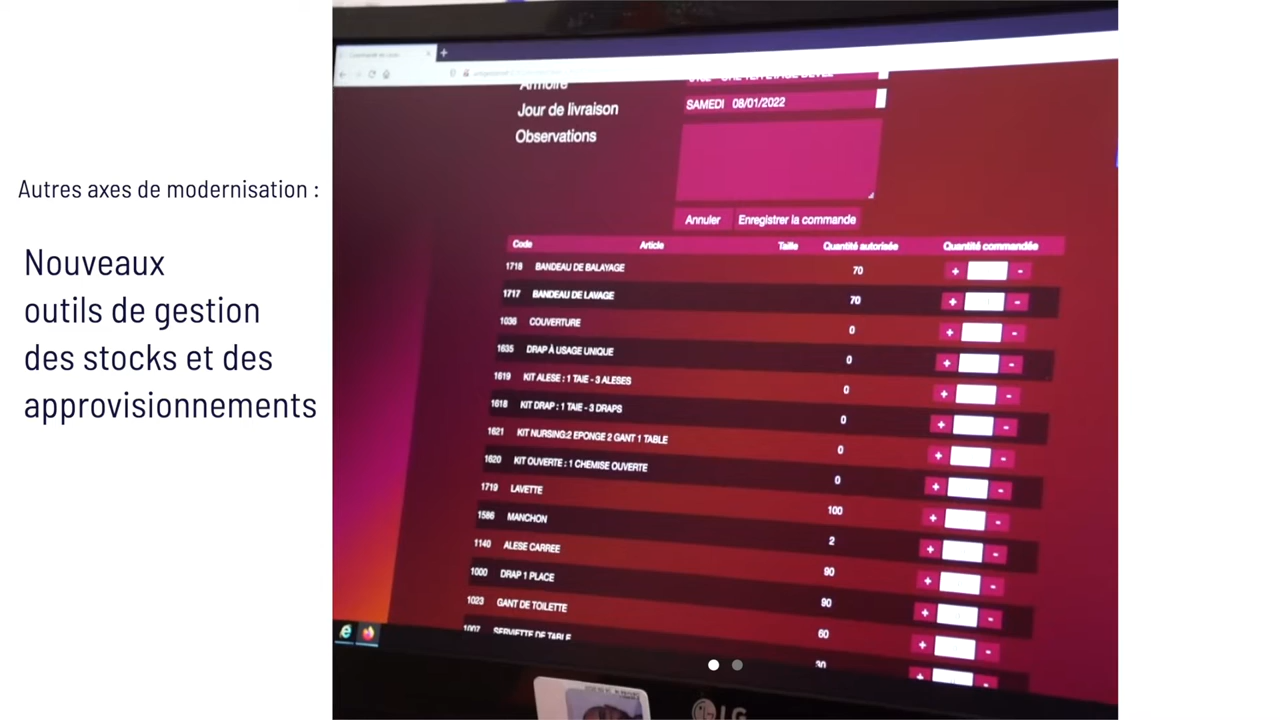 Autres axes de modernisation :
Nouveaux
outils de gestion
des stocks et des
approvisionnements
Armoire
Jour de livraison SAMEDI 08/01/2022
Observations
Annuler Enregistrer la commande
Code Article Taille Quantité autorisée Quantité commandée
1718 BANDEAU DE BALAYAGE 70 + -
1717 BANDEAU DE LAVAGE 70 + -
1036 COUVERTURE 0 + -
1635 DRAP À USAGE UNIQUE 0 + -
1619 KIT ALESE : 1 TAIE - 3 ALESES 0 + -
1618 KIT DRAP : 1 TAIE - 3 DRAPS 0 + -
1621 KIT NURSING:2 EPONGE 2 GANT 1 TABLE 0 + -
1620 KIT OUVERTE : 1 CHEMISE OUVERTE 0 + -
1719 LAVETTE 100 + -
1586 MANCHON 2 + -
1140 ALESE CARREE 90 + -
1000 DRAP 1 PLACE 90 + -
1023 GANT DE TOILETTE 60 + -
1007 SERVIETTE DE TABLE 30 + -
LG